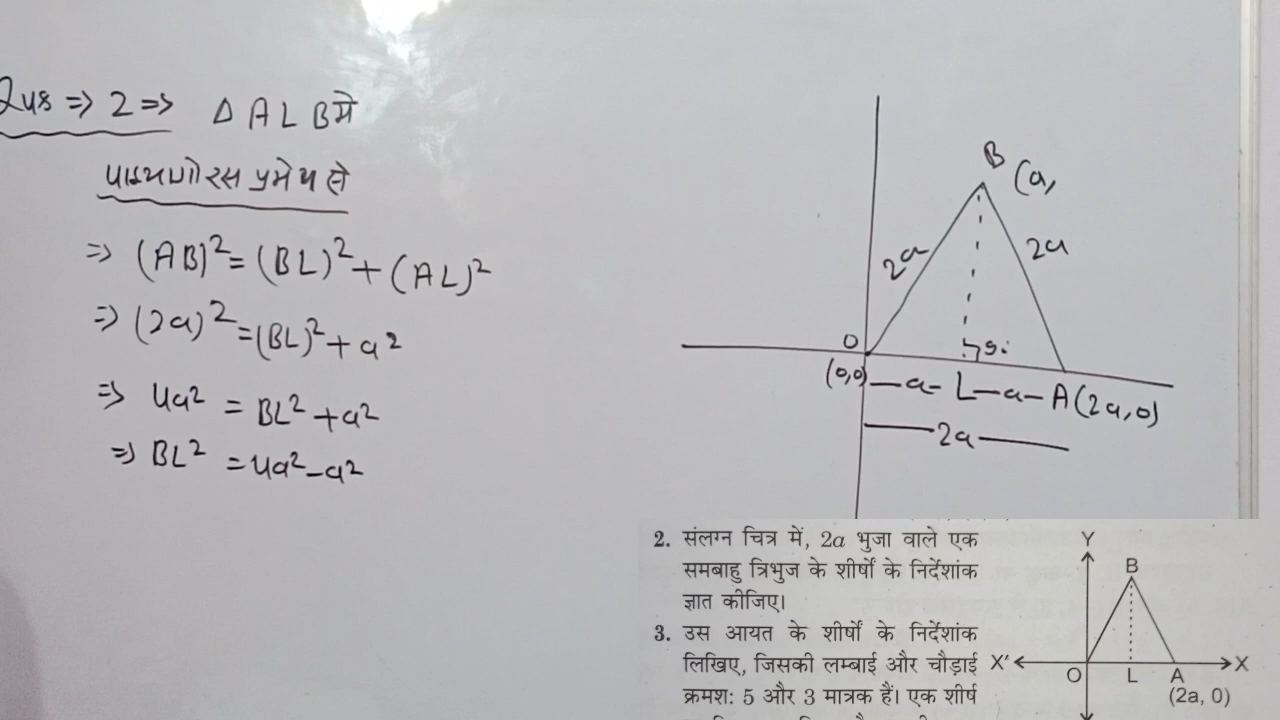 Qus ⇒ 2 ⇒ Δ A L B में
पाइथागोरस प्रमेय से
⇒ (AB)² = (BL)² + (AL)²
⇒ (2a)² = (BL)² + a²
⇒ 4a² = BL² + a²
⇒ BL² = 4a² - a²
B (a,
2a 2a
O
(0,0) — a — L — a — A (2a, 0)
— 2a —
2. संलग्न चित्र में, 2a भुजा वाले एक
समबाहु त्रिभुज के शीर्षों के निर्देशांक
ज्ञात कीजिए।
3. उस आयत के शीर्षों के निर्देशांक
लिखिए, जिसकी लम्बाई और चौड़ाई
क्रमश: 5 और 3 मात्रक हैं। एक शीर्ष
Y
B
X' X
O L A
(2a, 0)